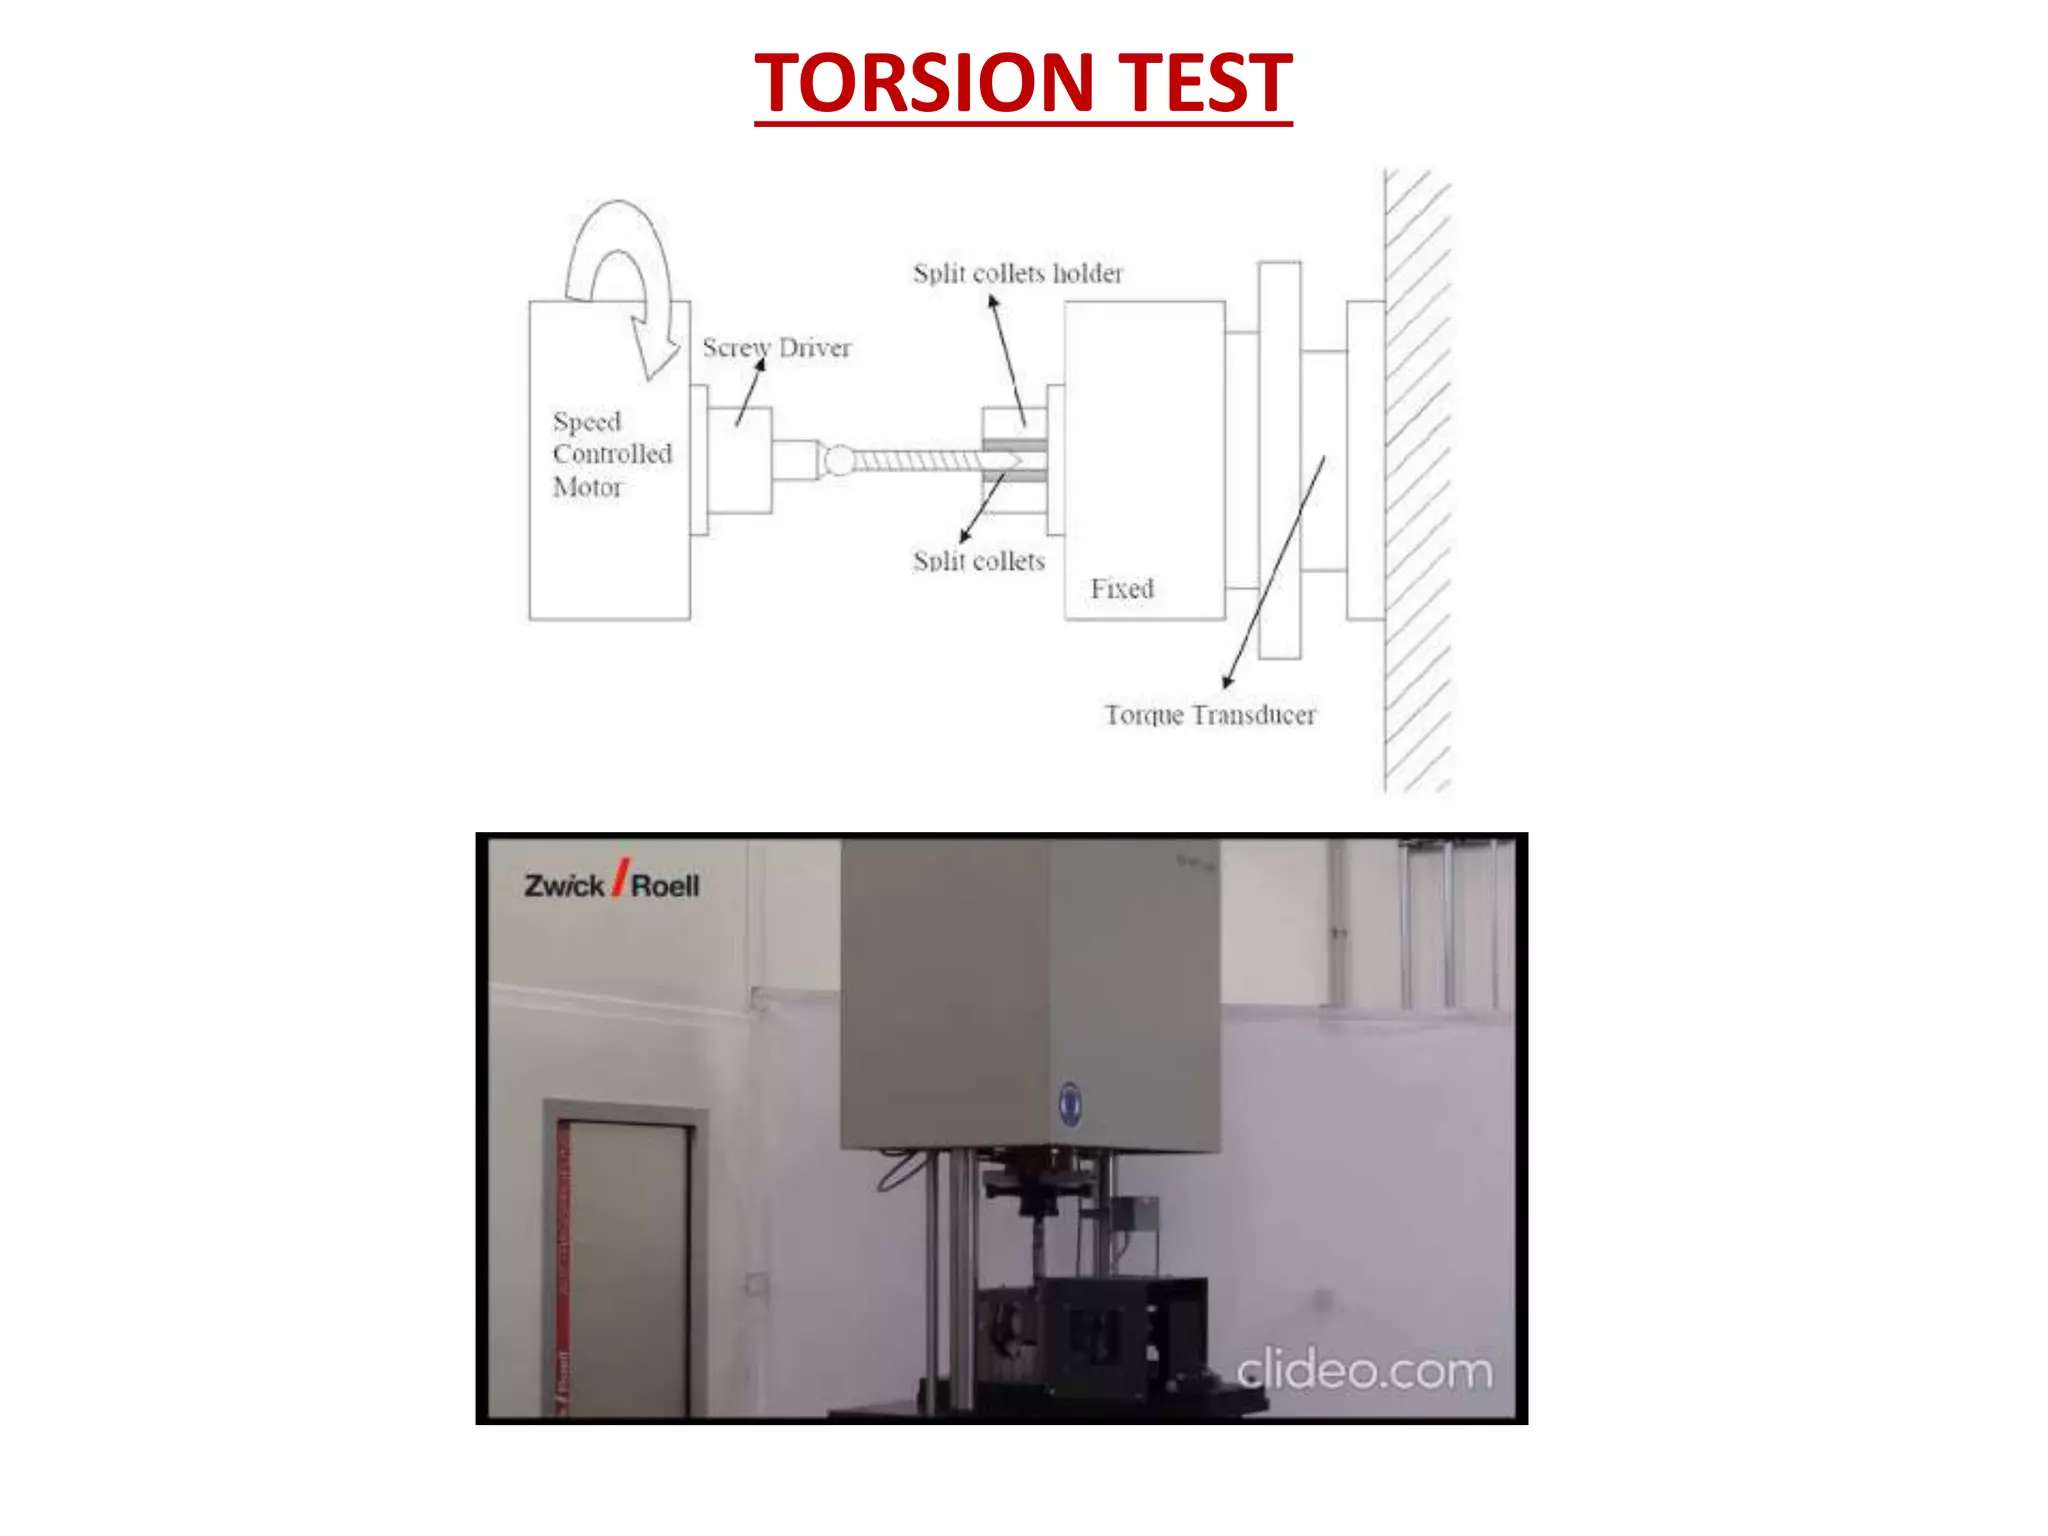 TORSION TEST
Split collets holder
Screw Driver
Speed
Controlled
Motor
Split collets
Fixed
Torque Transducer
Zwick/Roell
clideo.com